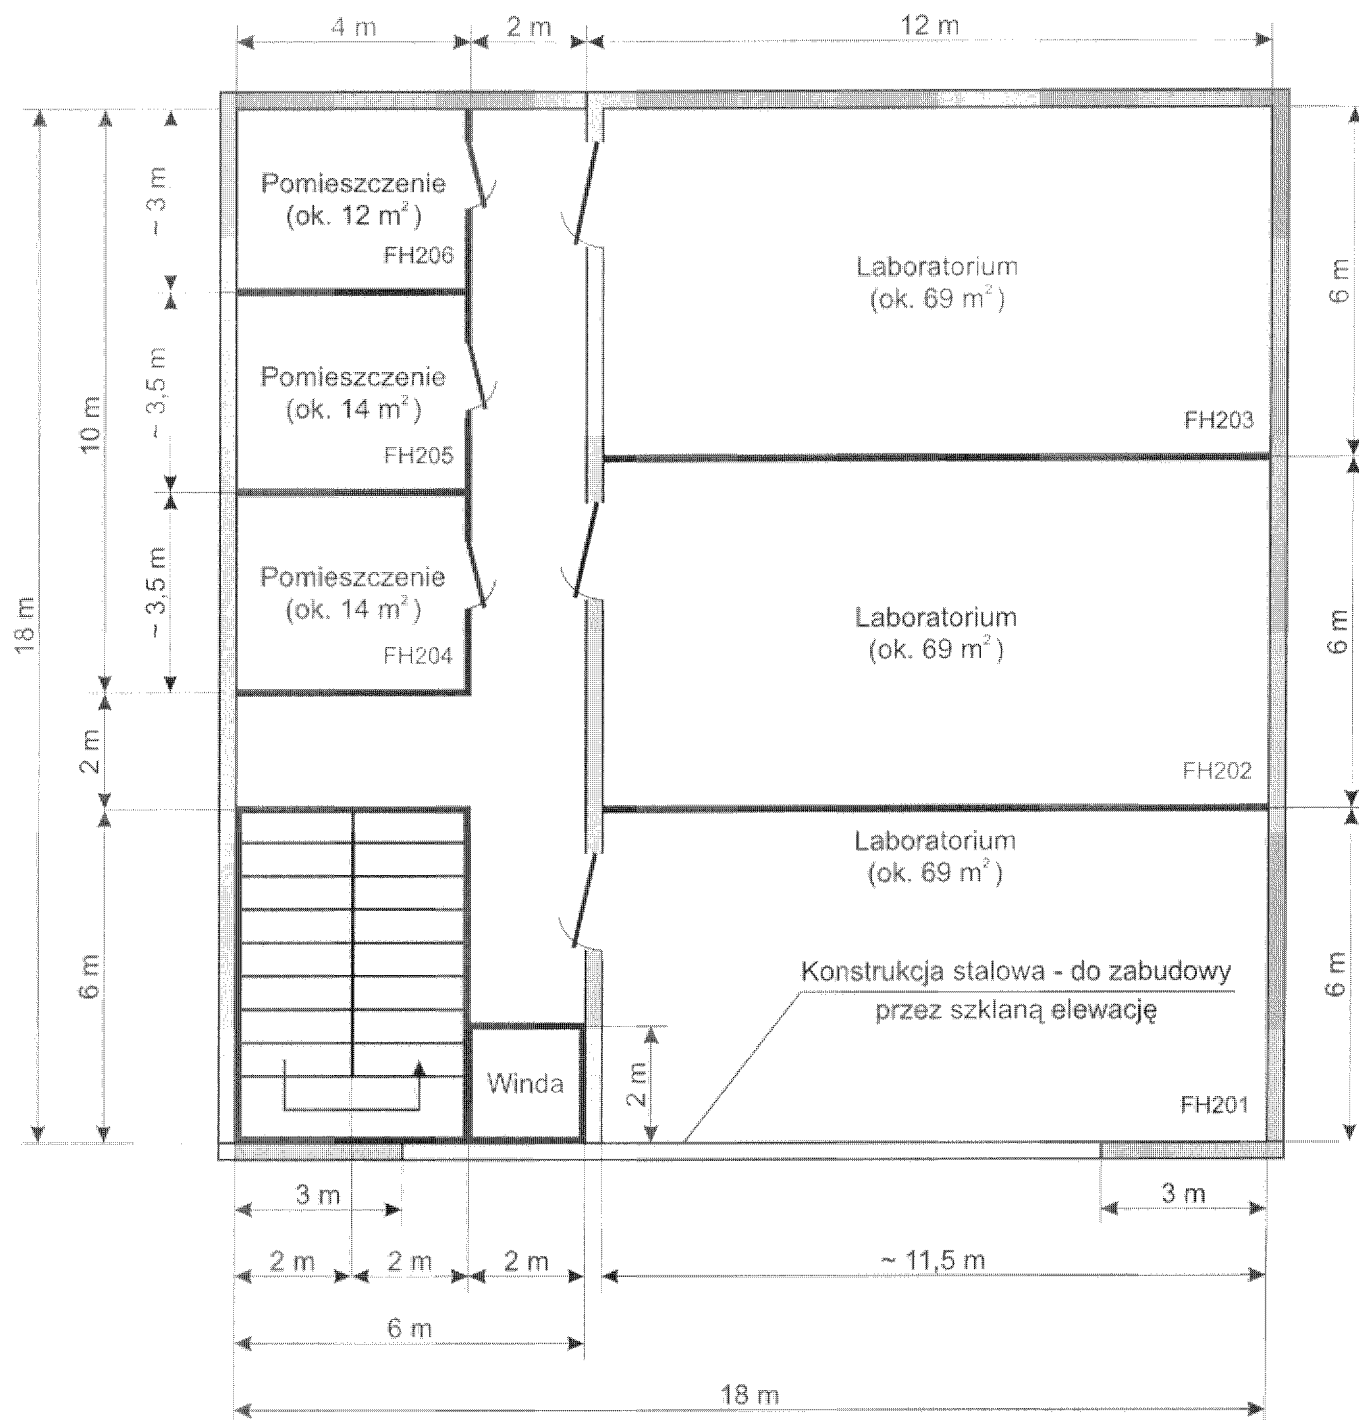 4 m
2 m
12 m
Pomieszczenie
(ok. 12 m²)
FH206
~ 3 m
Laboratorium
(ok. 69 m²)
FH203
6 m
Pomieszczenie
(ok. 14 m²)
FH205
~ 3,5 m
10 m
Pomieszczenie
(ok. 14 m²)
FH204
~ 3,5 m
18 m
Laboratorium
(ok. 69 m²)
FH202
6 m
2 m
Laboratorium
(ok. 69 m²)
Konstrukcja stalowa - do zabudowy
przez szklaną elewację
FH201
6 m
6 m
Winda
2 m
3 m
3 m
2 m
2 m
2 m
~ 11,5 m
6 m
18 m